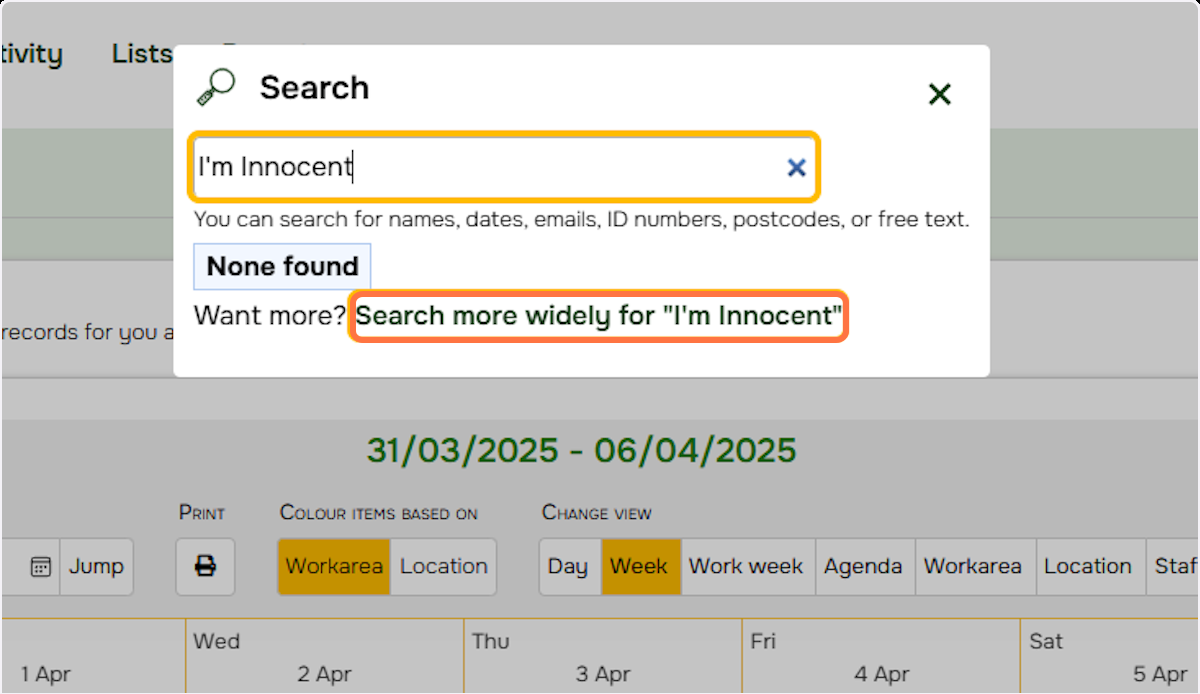 tivity Lists
Search
I'm Innocent
You can search for names, dates, emails, ID numbers, postcodes, or free text.
None found
Want more? Search more widely for "I'm Innocent"
records for you a
31/03/2025 - 06/04/2025
Print Colour items based on Change view
Jump Workarea Location Day Week Work week Agenda Workarea Location Staf
Wed Thu Fri Sat
1 Apr 2 Apr 3 Apr 4 Apr 5 Apr